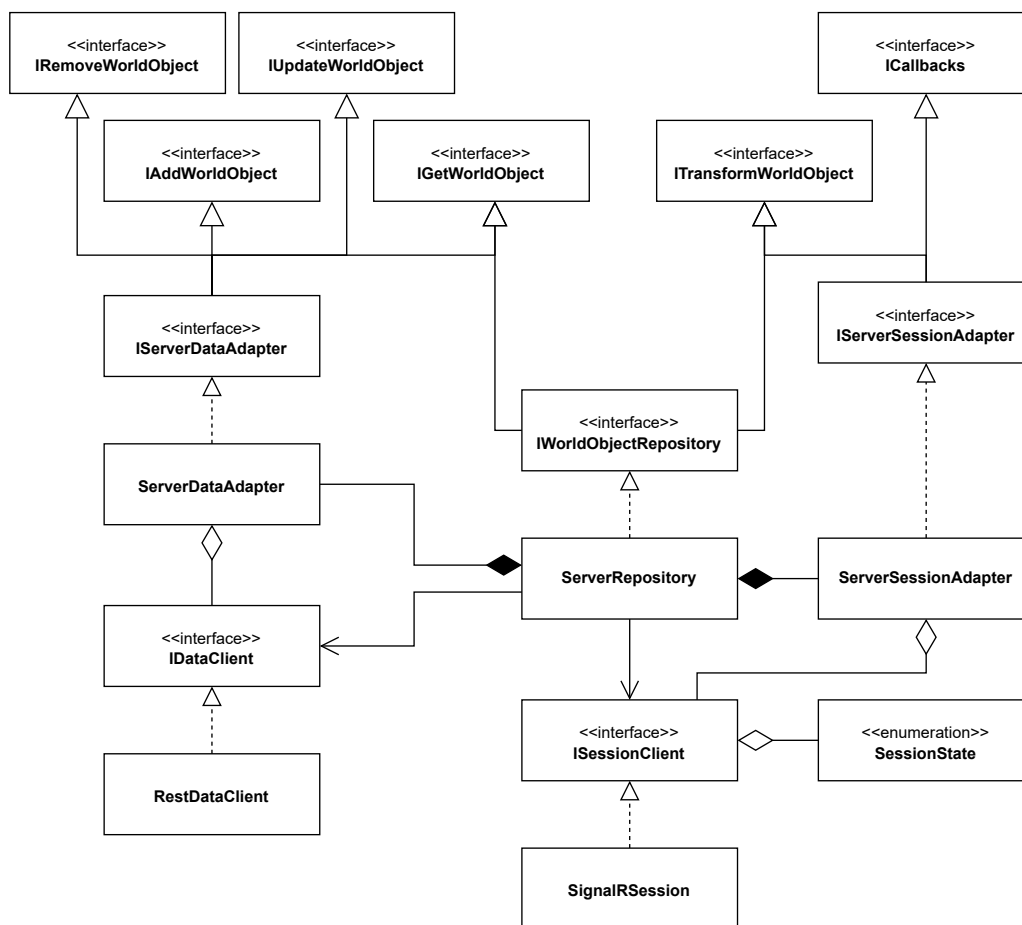 <<interface>>
IRemoveWorldObject
<<interface>>
IUpdateWorldObject
<<interface>>
ICallbacks
<<interface>>
IAddWorldObject
<<interface>>
IGetWorldObject
<<interface>>
ITransformWorldObject
<<interface>>
IServerDataAdapter
<<interface>>
IServerSessionAdapter
<<interface>>
IWorldObjectRepository
ServerDataAdapter
ServerRepository
ServerSessionAdapter
<<interface>>
IDataClient
<<interface>>
ISessionClient
<<enumeration>>
SessionState
RestDataClient
SignalRSession